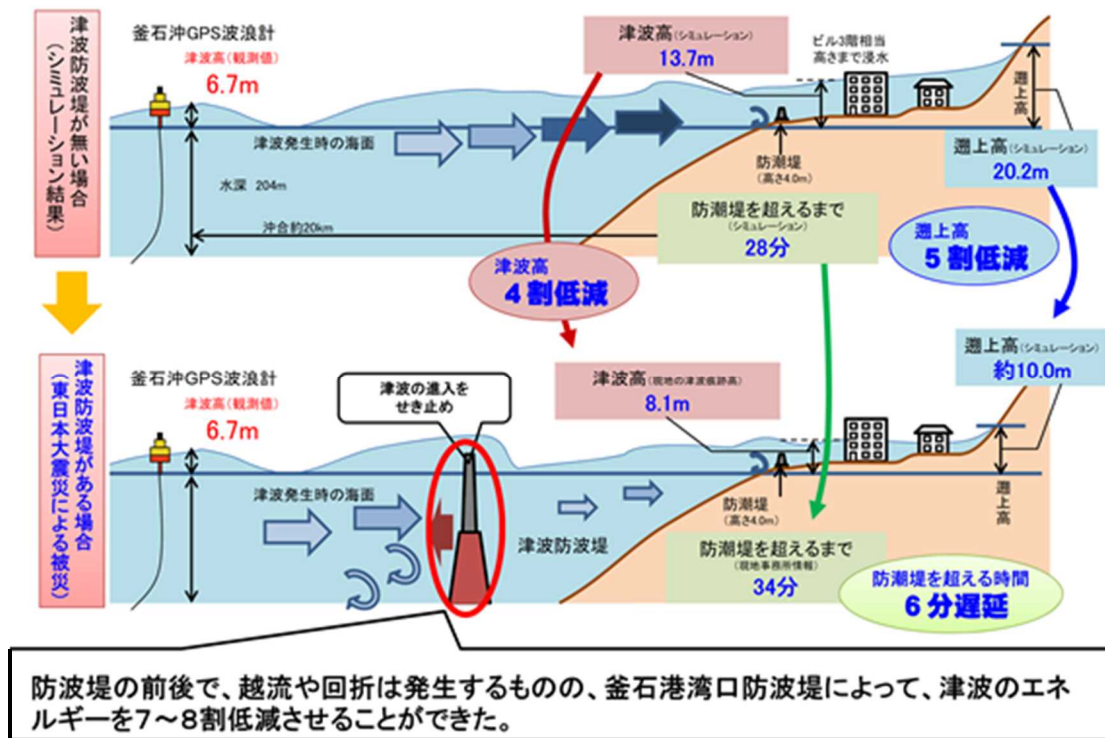 津波防波堤が無い場合
（シミュレーション結果）
釜石沖GPS波浪計
津波高（観測値）
6.7m
津波高（シミュレーション）
13.7m
ビル3階相当
高さまで浸水
遡上高
津波発生時の海面
防潮堤
（高さ4.0m）
遡上高（シミュレーション）
20.2m
水深 204m
沖合約20km
防潮堤を超えるまで
（シミュレーション）
28分
津波高
4割低減
遡上高
5割低減
津波防波堤がある場合
（東日本大震災による被災）
釜石沖GPS波浪計
津波高（観測値）
6.7m
津波の進入を
せき止め
津波高（現地の津波痕跡高）
8.1m
遡上高（シミュレーション）
約10.0m
津波発生時の海面
津波防波堤
防潮堤
（高さ4.0m）
遡上高
防潮堤を超えるまで
（現地事務所情報）
34分
防潮堤を超える時間
6分遅延
防波堤の前後で、越流や回折は発生するものの、釜石港湾口防波堤によって、津波のエネ
ルギーを7～8割低減させることができた。